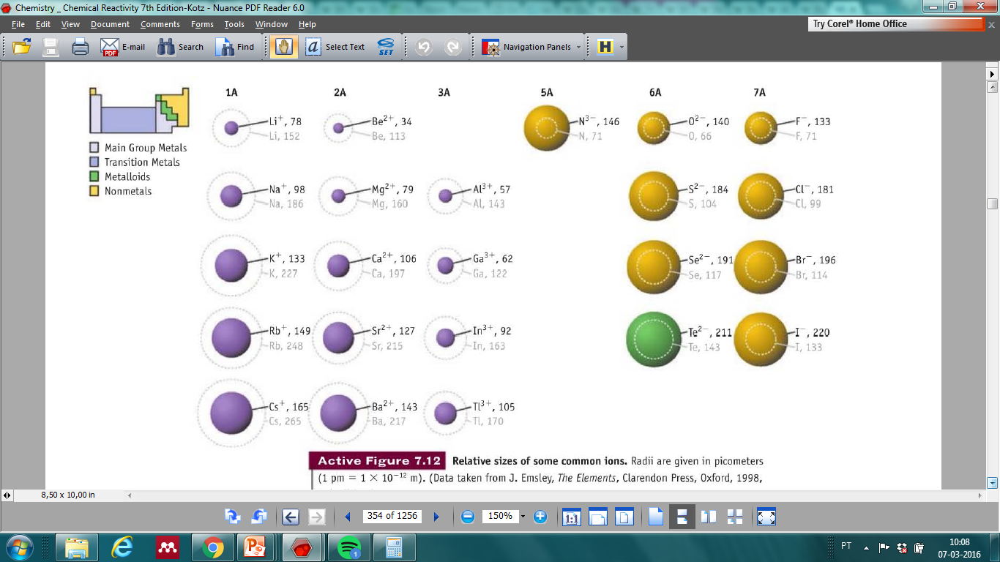 Chemistry _ Chemical Reactivity 7th Edition-Kotz - Nuance PDF Reader 6.0
File Edit View Document Comments Forms Tools Window Help
Try Corel® Home Office
PDF E-mail Search Find a Select Text SET Navigation Panels H
1A 2A 3A 5A 6A 7A
Li⁺, 78 Be²⁺, 34 N³⁻, 146 O²⁻, 140 F⁻, 133
Li, 152 Be, 113 N, 71 O, 66 F, 71
Main Group Metals
Transition Metals
Metalloids
Nonmetals
Na⁺, 98 Mg²⁺, 79 Al³⁺, 57 S²⁻, 184 Cl⁻, 181
Na, 186 Mg, 160 Al, 143 S, 104 Cl, 99
K⁺, 133 Ca²⁺, 106 Ga³⁺, 62 Se²⁻, 191 Br⁻, 196
K, 227 Ca, 197 Ga, 122 Se, 117 Br, 114
Rb⁺, 149 Sr²⁺, 127 In³⁺, 92 Te²⁻, 211 I⁻, 220
Rb, 248 Sr, 215 In, 163 Te, 143 I, 133
Cs⁺, 165 Ba²⁺, 143 Tl³⁺, 105
Cs, 265 Ba, 217 Tl, 170
Active Figure 7.12 Relative sizes of some common ions. Radii are given in picometers
(1 pm = 1 × 10⁻¹² m). (Data taken from J. Emsley, The Elements, Clarendon Press, Oxford, 1998,
8,50 x 10,00 in
1:1 354 of 1256 150%
PT 10:08
07-03-2016